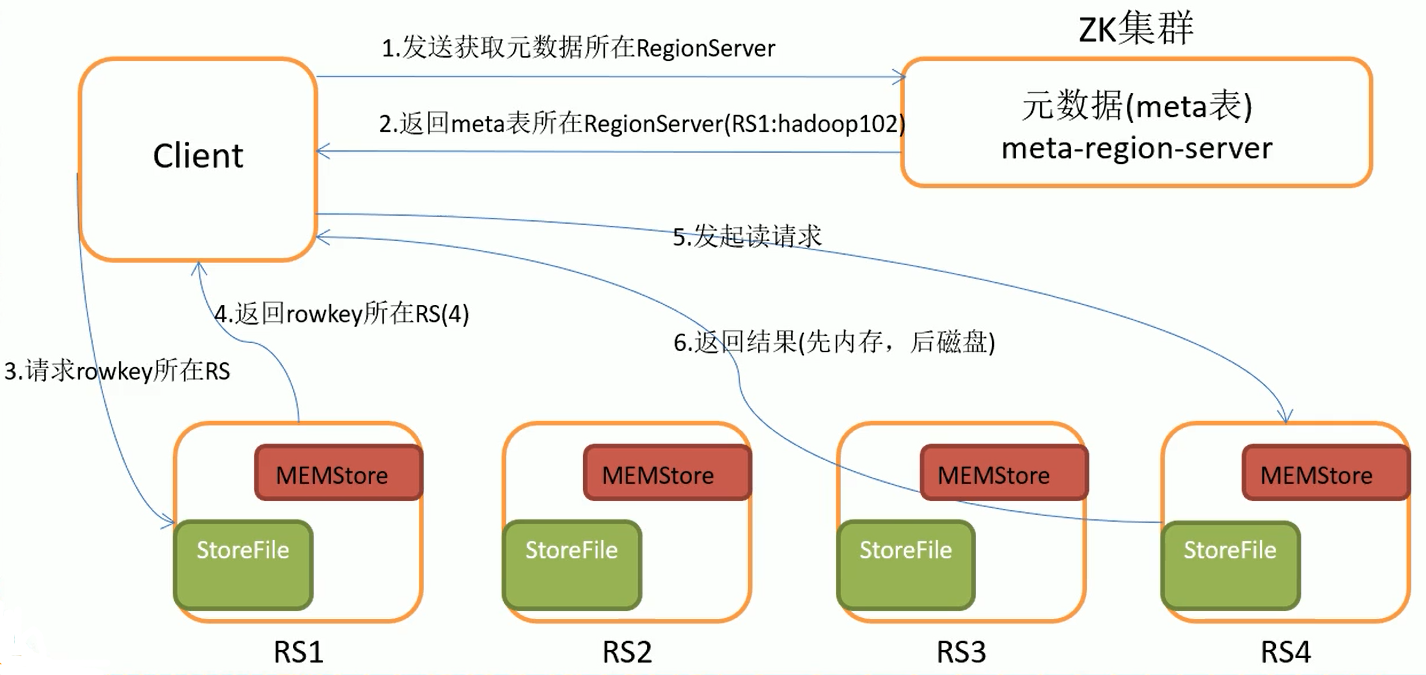 ZK集群
1.发送获取元数据所在RegionServer
元数据(meta表)
meta-region-server
2.返回meta表所在RegionServer(RS1:hadoop102)
Client
5.发起读请求
4.返回rowkey所在RS(4)
6.返回结果(先内存，后磁盘)
3.请求rowkey所在RS
MEMStore
MEMStore
MEMStore
MEMStore
StoreFile
StoreFile
StoreFile
StoreFile
RS1
RS2
RS3
RS4